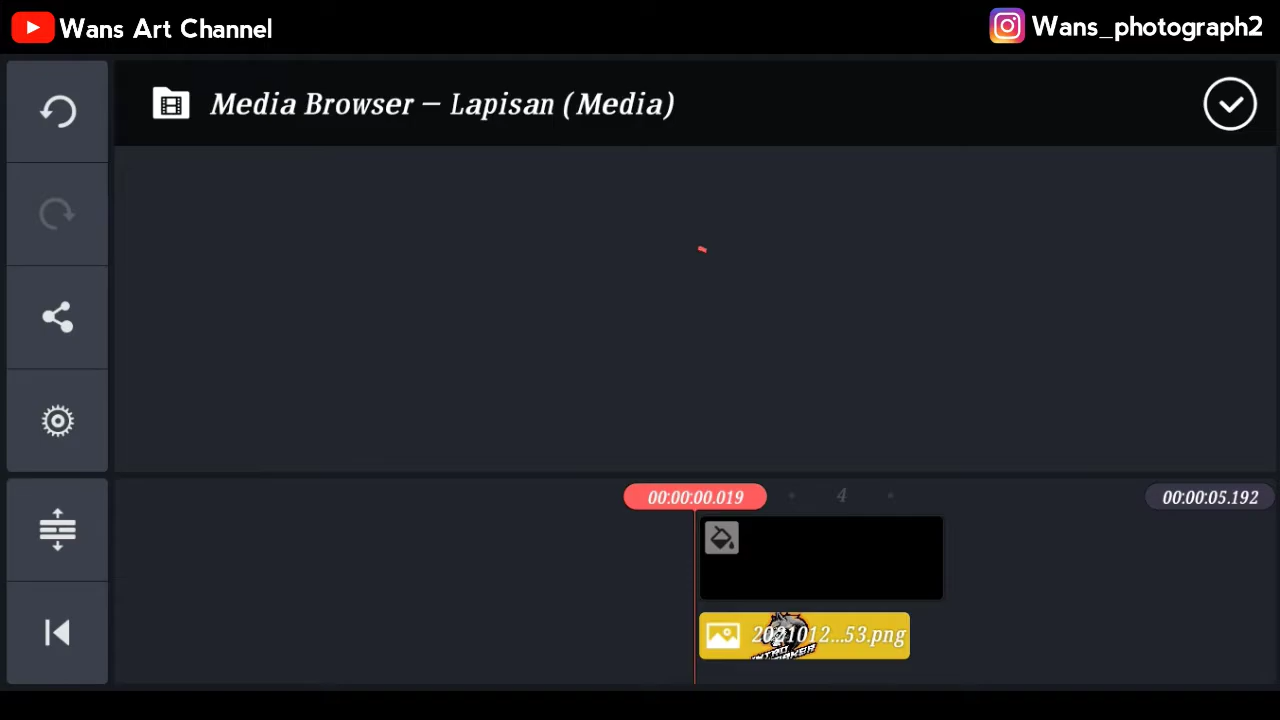 Wans Art Channel
Wans_photograph2
Media Browser – Lapisan (Media)
00:00:00.019
4
00:00:05.192
2021012...53.png
INTRO